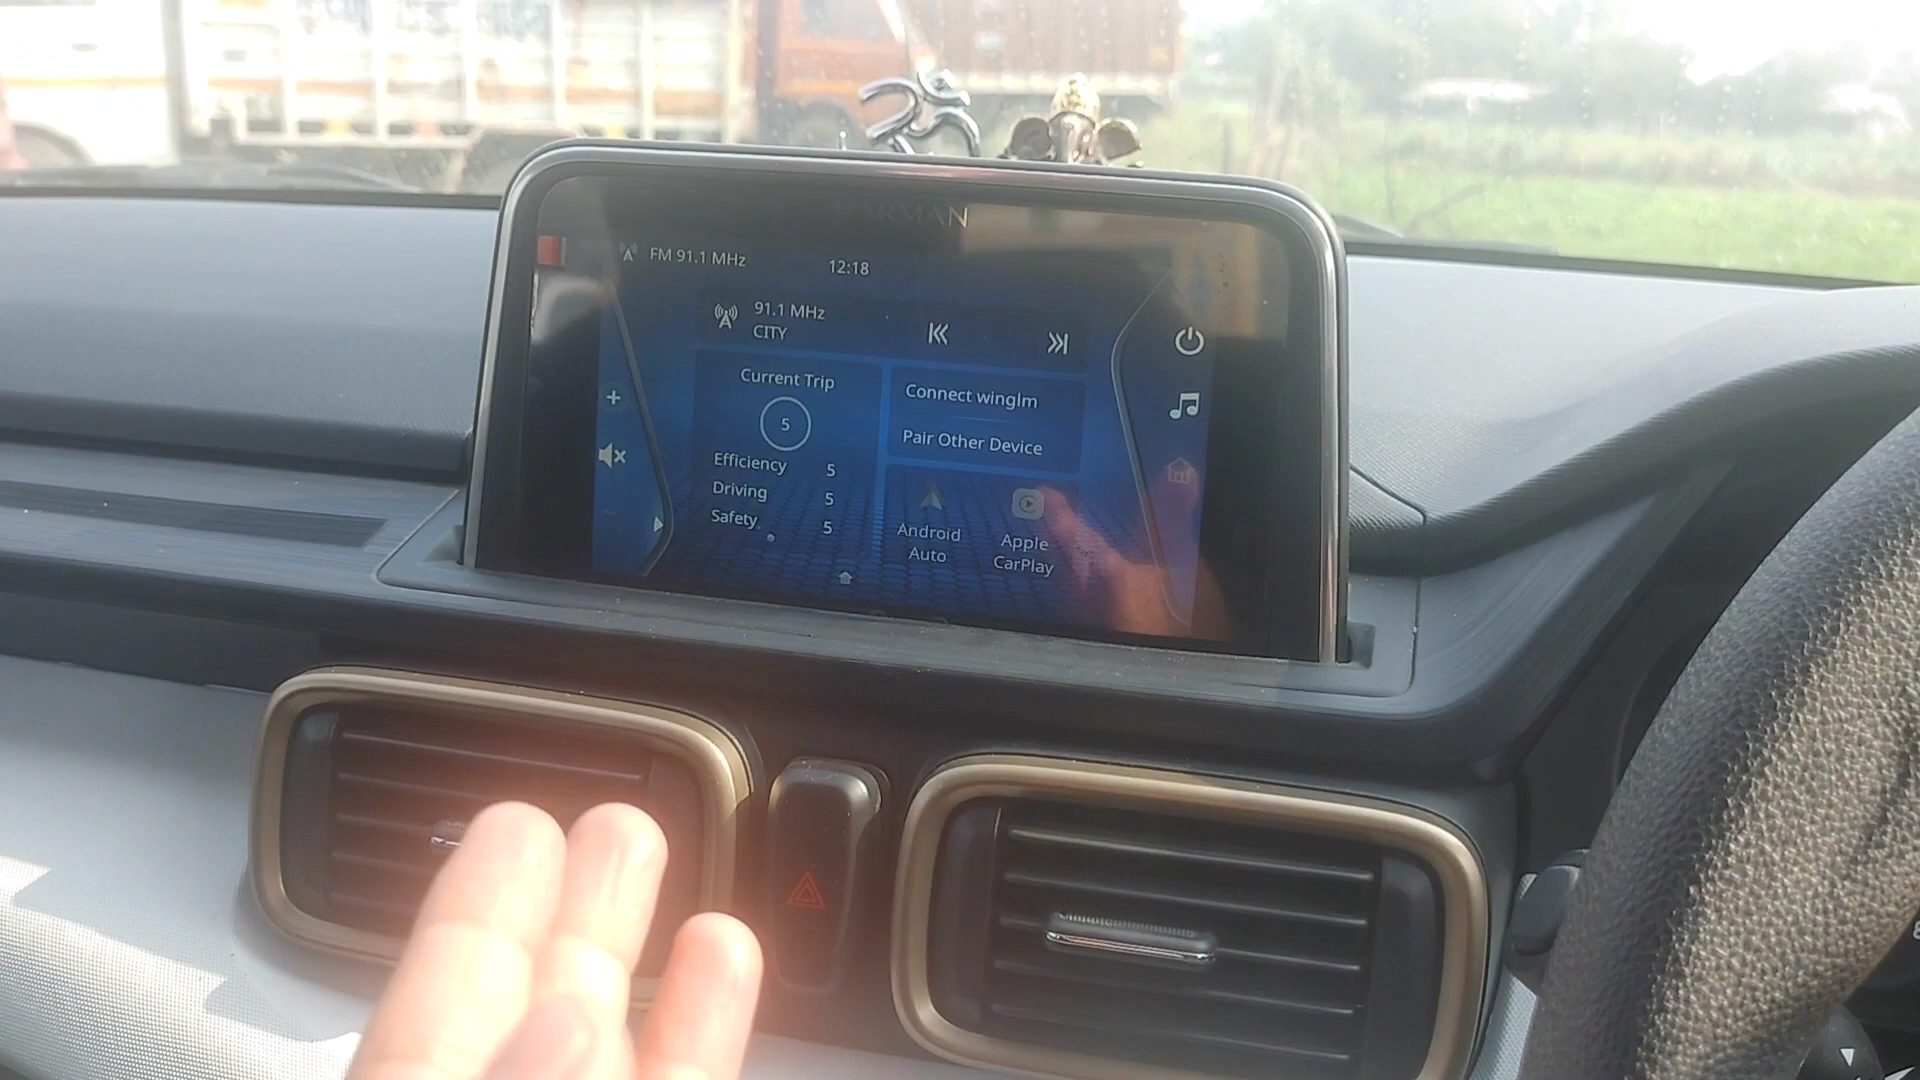 HARMAN
FM 91.1 MHz
12:18
91.1 MHz
CITY
Current Trip
5
Efficiency 5
Driving 5
Safety 5
Connect winglm
Pair Other Device
Android
Auto
Apple
CarPlay